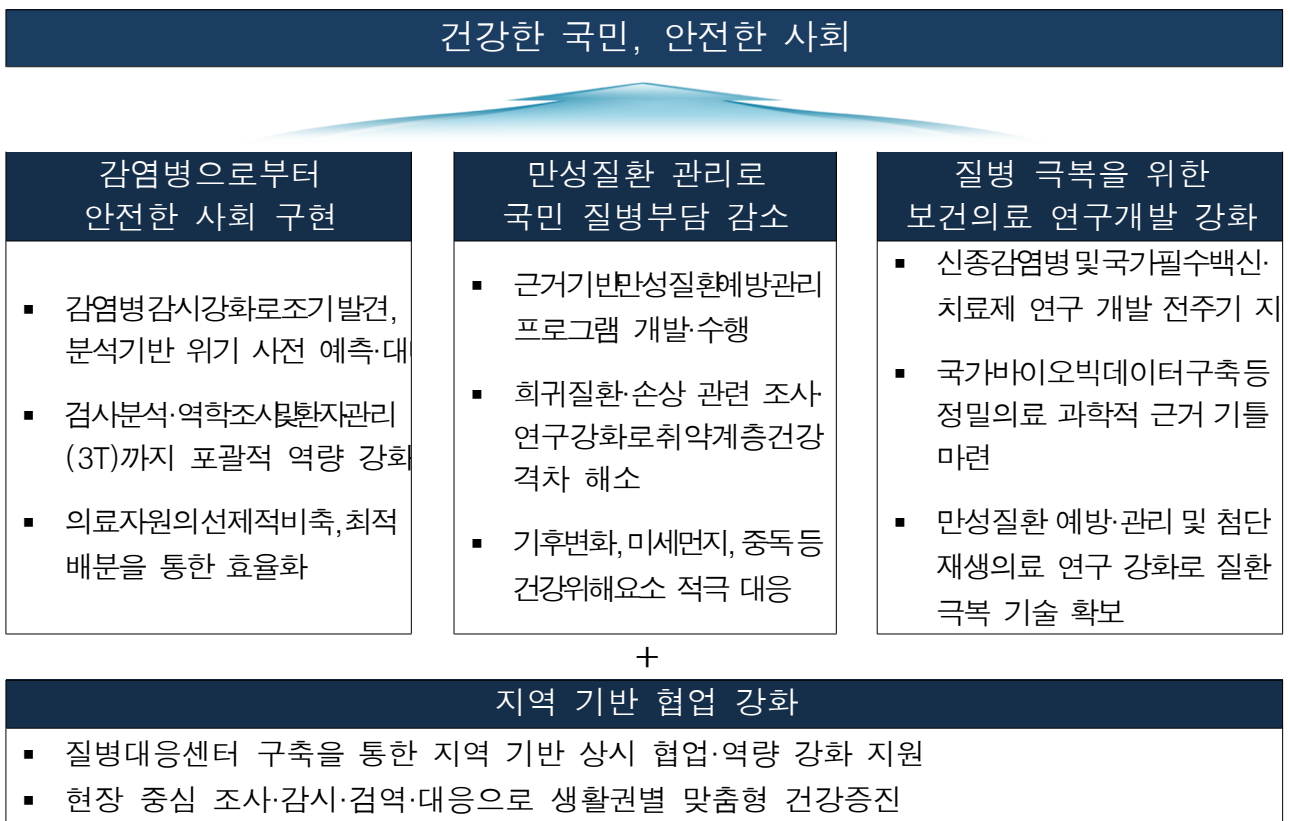 건강한 국민, 안전한 사회
감염병으로부터
안전한 사회 구현
▪ 감염병 감시 강화로 조기 발견,
분석기반 위기 사전 예측·대
▪ 검사분석·역학조사 및 환자관리
(3T)까지 포괄적 역량 강화
▪ 의료자원의 선제적 비축, 최적
배분을 통한 효율화
만성질환 관리로
국민 질병부담 감소
▪ 근거기반 만성질환 예방관리
프로그램 개발·수행
▪ 희귀질환·손상 관련 조사·
연구강화로 취약계층 건강
격차 해소
▪ 기후변화, 미세먼지, 중독 등
건강위해요소 적극 대응
질병 극복을 위한
보건의료 연구개발 강화
▪ 신종감염병 및 국가필수백신·
치료제 연구 개발 전주기 지
▪ 국가바이오빅데이터 구축 등
정밀의료 과학적 근거 기틀
마련
▪ 만성질환 예방·관리 및 첨단
재생의료 연구 강화로 질환
극복 기술 확보
+
지역 기반 협업 강화
▪ 질병대응센터 구축을 통한 지역 기반 상시 협업·역량 강화 지원
▪ 현장 중심 조사·감시·검역·대응으로 생활권별 맞춤형 건강증진